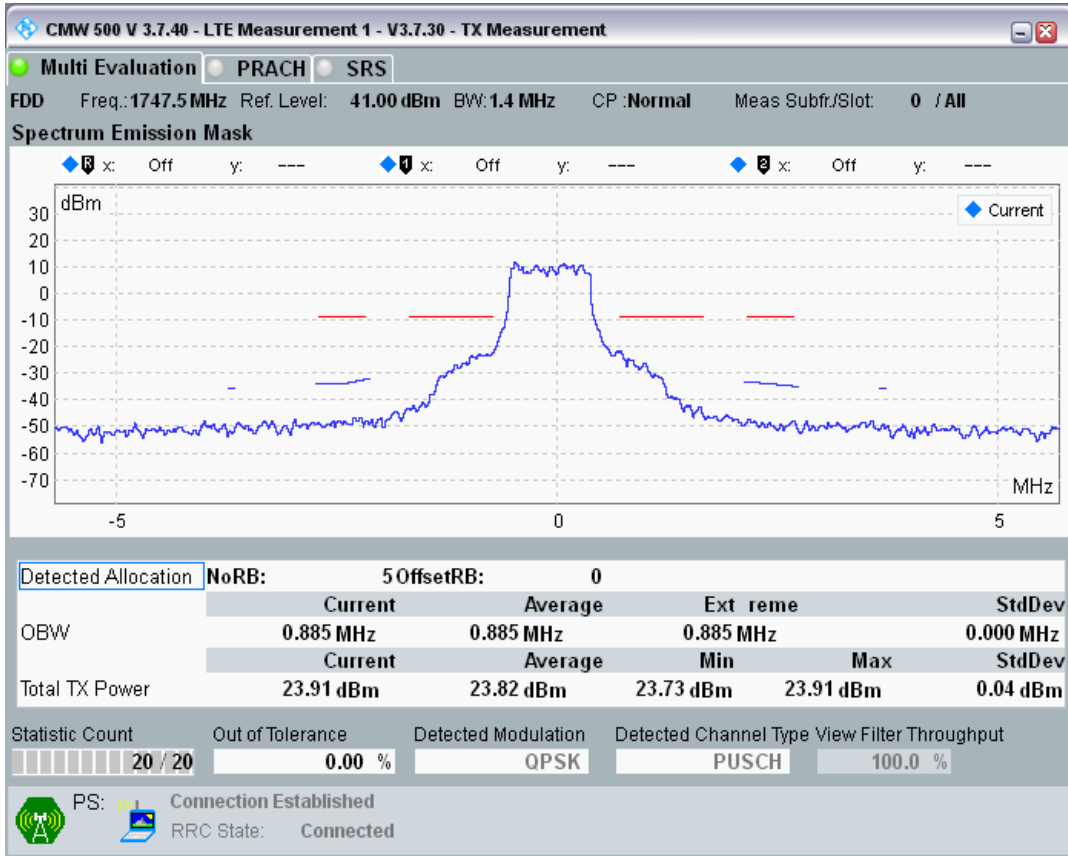 CMW 500 V 3.7.40 - LTE Measurement 1 - V3.7.30 - TX Measurement
Multi Evaluation PRACH SRS
FDD Freq.: 1747.5 MHz Ref. Level: 41.00 dBm BW: 1.4 MHz CP :Normal Meas Subfr./Slot: 0 / All
Spectrum Emission Mask
R x: Off y: --- 1 x: Off y: --- 2 x: Off y: ---
dBm
Current
30
20
10
0
-10
-20
-30
-40
-50
-60
-70
MHz
-5 0 5
Detected Allocation NoRB: 5 OffsetRB: 0
Current Average Ext reme StdDev
OBW 0.885 MHz 0.885 MHz 0.885 MHz 0.000 MHz
Current Average Min Max StdDev
Total TX Power 23.91 dBm 23.82 dBm 23.73 dBm 23.91 dBm 0.04 dBm
Statistic Count Out of Tolerance Detected Modulation Detected Channel Type View Filter Throughput
20 / 20 0.00 % QPSK PUSCH 100.0 %
PS: Connection Established
RRC State: Connected